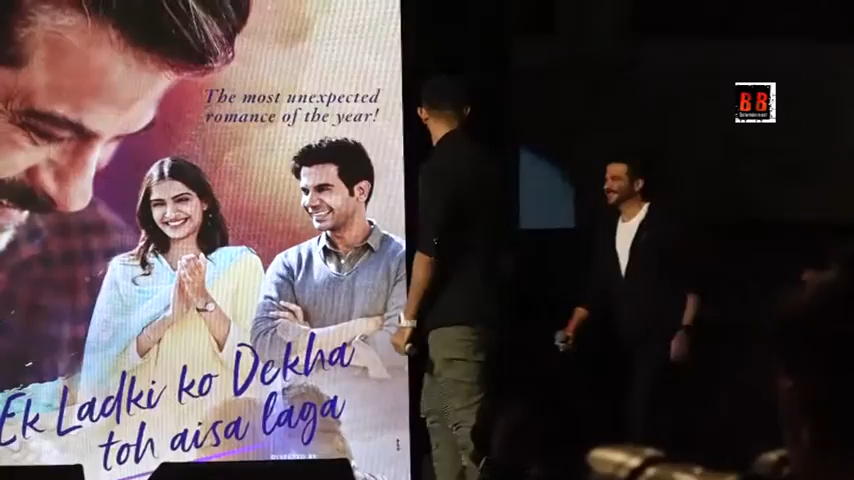 The most unexpected
romance of the year!
Ek Ladki ko Dekha
toh aisa laga
BB